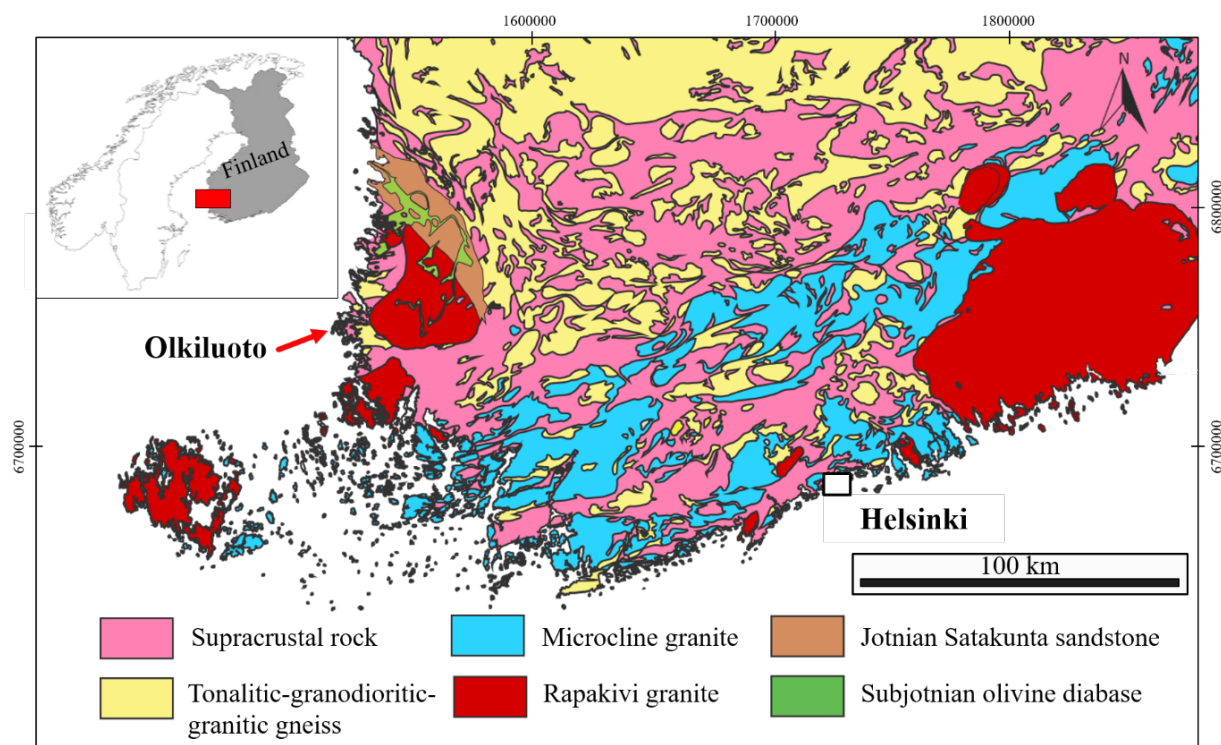 1600000
1700000
1800000
N
Finland
6800000
6800000
Olkiluoto
6700000
6700000
Helsinki
100 km
Supracrustal rock
Microcline granite
Jotnian Satakunta sandstone
Tonalitic-granodioritic-
granitic gneiss
Rapakivi granite
Subjotnian olivine diabase